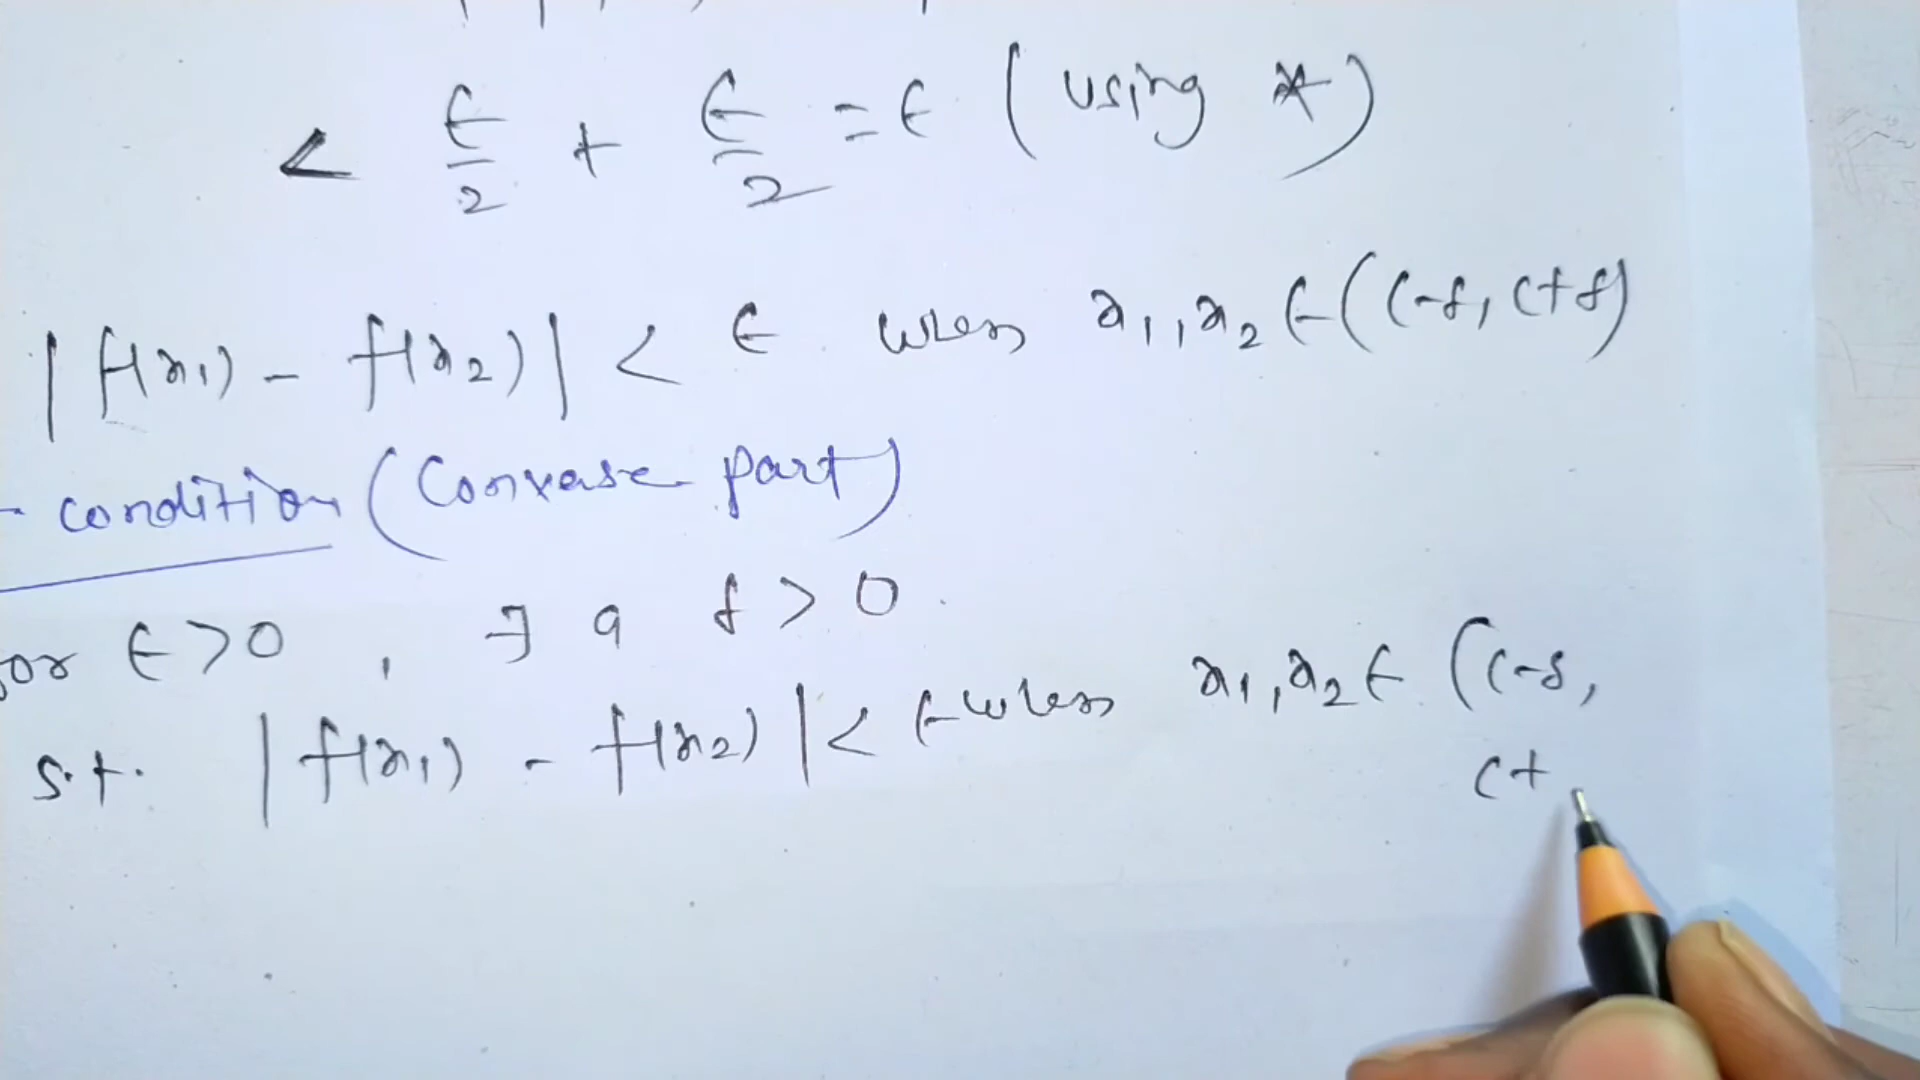 < ϵ/2 + ϵ/2 = ϵ (using *)
|f(x₁) - f(x₂)| < ϵ when x₁, x₂ ∈ (c-δ, c+δ)
- condition (Converse part)
for ϵ>0, ∃ a δ > 0.
s.t. |f(x₁) - f(x₂)| < ϵ when x₁, x₂ ∈ (c-δ,
c+